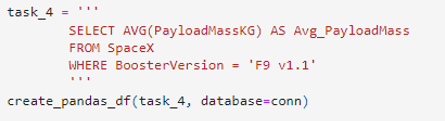 task_4 = '''
SELECT AVG(PayloadMassKG) AS Avg_PayloadMass
FROM SpaceX
WHERE BoosterVersion = 'F9 v1.1'
'''
create_pandas_df(task_4, database=conn)